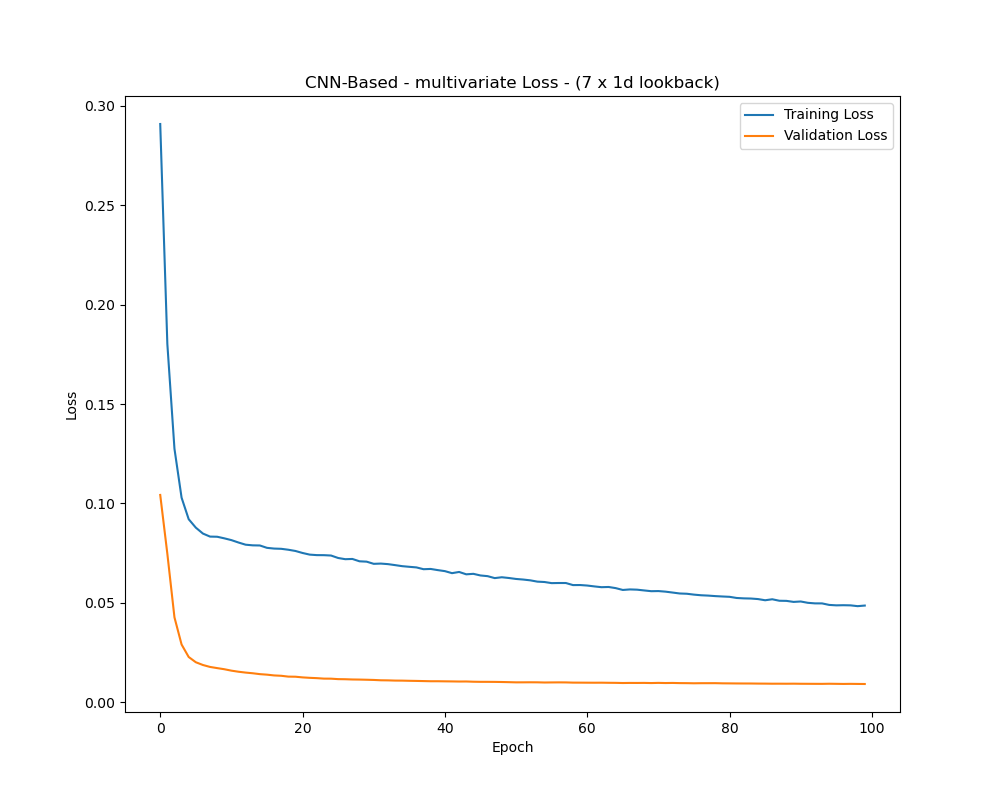 CNN-Based - multivariate Loss - (7 x 1d lookback)
Training Loss
Validation Loss
0.30
0.25
0.20
0.15
0.10
0.05
0.00
Loss
0 20 40 60 80 100
Epoch